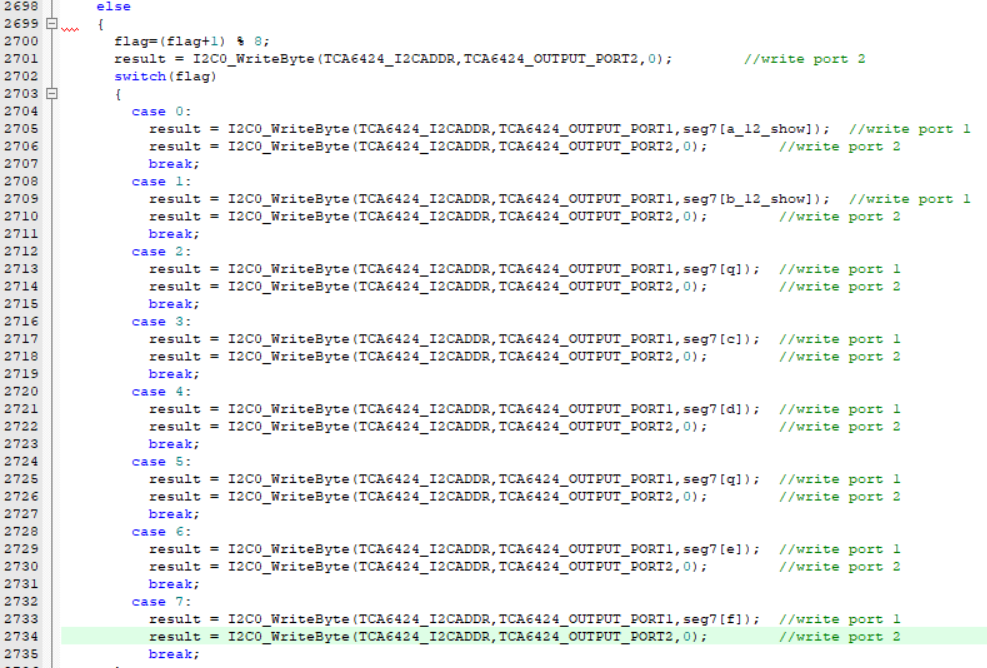 2698 else
2699 {
2700 flag=(flag+1) % 8;
2701 result = I2C0_WriteByte(TCA6424_I2CADDR,TCA6424_OUTPUT_PORT2,0); //write port 2
2702 switch(flag)
2703 {
2704 case 0:
2705 result = I2C0_WriteByte(TCA6424_I2CADDR,TCA6424_OUTPUT_PORT1,seg7[a_12_show]); //write port 1
2706 result = I2C0_WriteByte(TCA6424_I2CADDR,TCA6424_OUTPUT_PORT2,0); //write port 2
2707 break;
2708 case 1:
2709 result = I2C0_WriteByte(TCA6424_I2CADDR,TCA6424_OUTPUT_PORT1,seg7[b_12_show]); //write port 1
2710 result = I2C0_WriteByte(TCA6424_I2CADDR,TCA6424_OUTPUT_PORT2,0); //write port 2
2711 break;
2712 case 2:
2713 result = I2C0_WriteByte(TCA6424_I2CADDR,TCA6424_OUTPUT_PORT1,seg7[q]); //write port 1
2714 result = I2C0_WriteByte(TCA6424_I2CADDR,TCA6424_OUTPUT_PORT2,0); //write port 2
2715 break;
2716 case 3:
2717 result = I2C0_WriteByte(TCA6424_I2CADDR,TCA6424_OUTPUT_PORT1,seg7[c]); //write port 1
2718 result = I2C0_WriteByte(TCA6424_I2CADDR,TCA6424_OUTPUT_PORT2,0); //write port 2
2719 break;
2720 case 4:
2721 result = I2C0_WriteByte(TCA6424_I2CADDR,TCA6424_OUTPUT_PORT1,seg7[d]); //write port 1
2722 result = I2C0_WriteByte(TCA6424_I2CADDR,TCA6424_OUTPUT_PORT2,0); //write port 2
2723 break;
2724 case 5:
2725 result = I2C0_WriteByte(TCA6424_I2CADDR,TCA6424_OUTPUT_PORT1,seg7[q]); //write port 1
2726 result = I2C0_WriteByte(TCA6424_I2CADDR,TCA6424_OUTPUT_PORT2,0); //write port 2
2727 break;
2728 case 6:
2729 result = I2C0_WriteByte(TCA6424_I2CADDR,TCA6424_OUTPUT_PORT1,seg7[e]); //write port 1
2730 result = I2C0_WriteByte(TCA6424_I2CADDR,TCA6424_OUTPUT_PORT2,0); //write port 2
2731 break;
2732 case 7:
2733 result = I2C0_WriteByte(TCA6424_I2CADDR,TCA6424_OUTPUT_PORT1,seg7[f]); //write port 1
2734 result = I2C0_WriteByte(TCA6424_I2CADDR,TCA6424_OUTPUT_PORT2,0); //write port 2
2735 break;